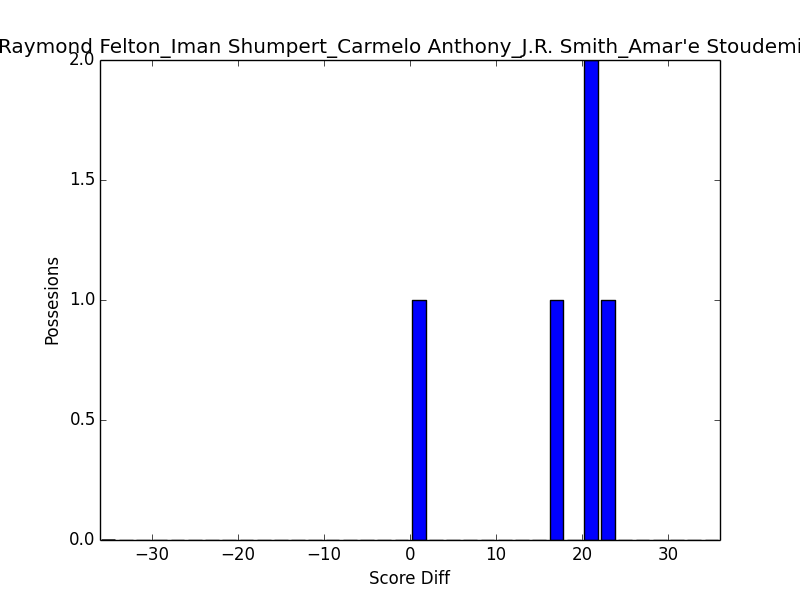 Raymond Felton_Iman Shumpert_Carmelo Anthony_J.R. Smith_Amar'e Stoudemi
2.0
1.5
1.0
0.5
0.0
Possesions
−30 −20 −10 0 10 20 30
Score Diff